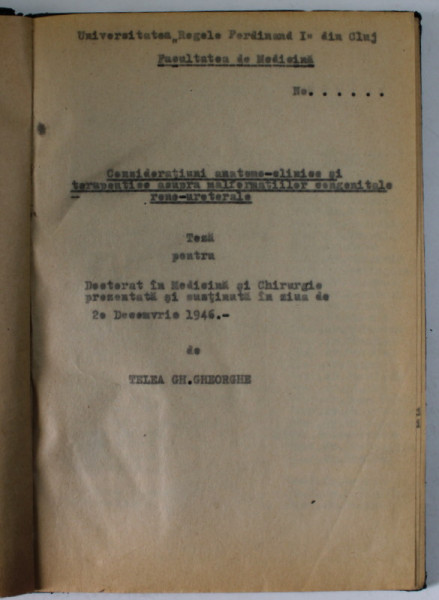 Universitatea„Regele Ferdinand I" din Cluj
Facultatea de Medicină
No. . . . . . .
Consideraţiuni anatomo-clinice şi
terapeutice asupra malformaţiilor congenitale
reno-ureterale
Teză
pentru
Doctorat în Medicină şi Chirurgie
prezentată şi susţinută în ziua de
20 Decemvrie 1946.-
de
TELEA GH.GHEORGHE